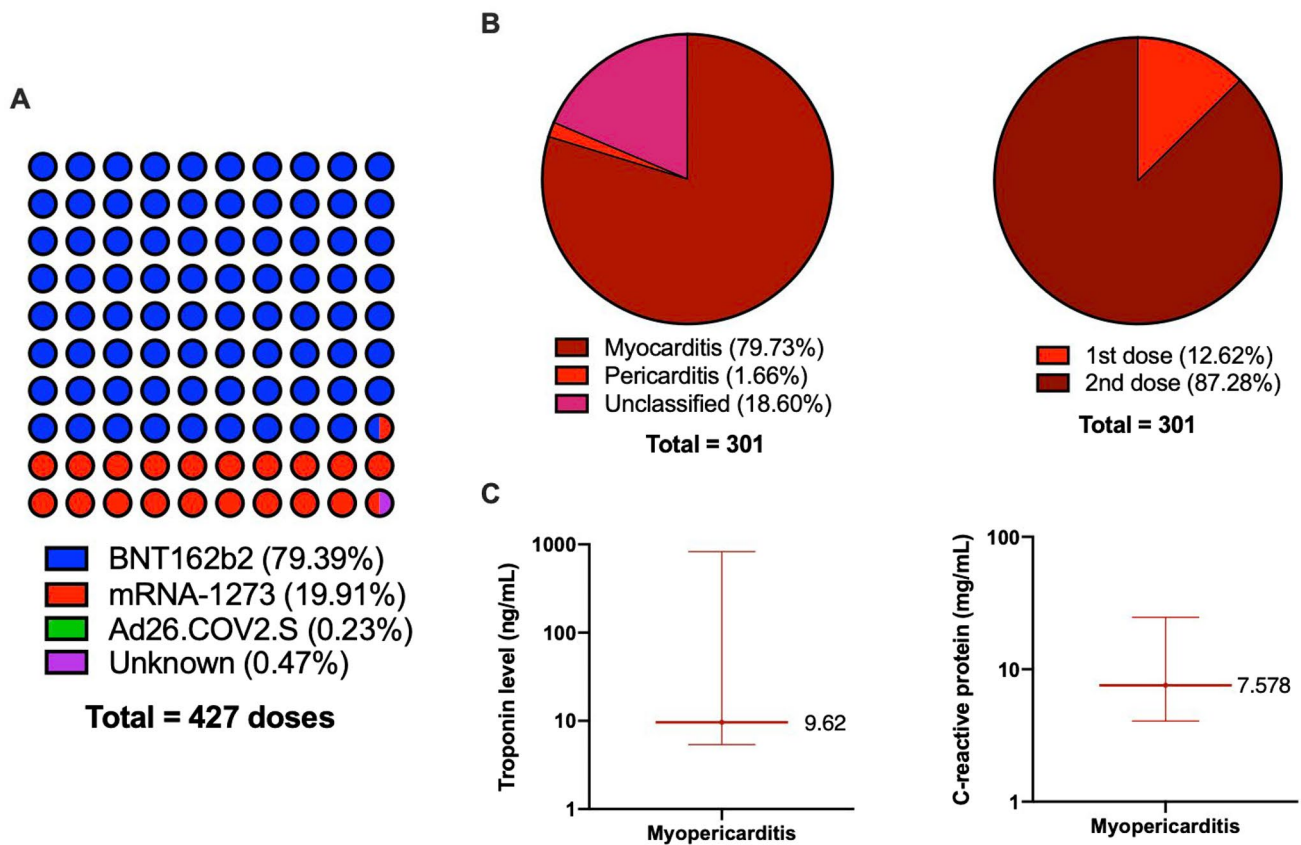 A
BNT162b2 (79.39%)
mRNA-1273 (19.91%)
Ad26.COV2.S (0.23%)
Unknown (0.47%)
Total = 427 doses
B
Myocarditis (79.73%)
Pericarditis (1.66%)
Unclassified (18.60%)
Total = 301
1st dose (12.62%)
2nd dose (87.28%)
Total = 301
C
Troponin level (ng/mL)
1000
100
10
1
9.62
Myopericarditis
C-reactive protein (mg/mL)
100
10
1
7.578
Myopericarditis